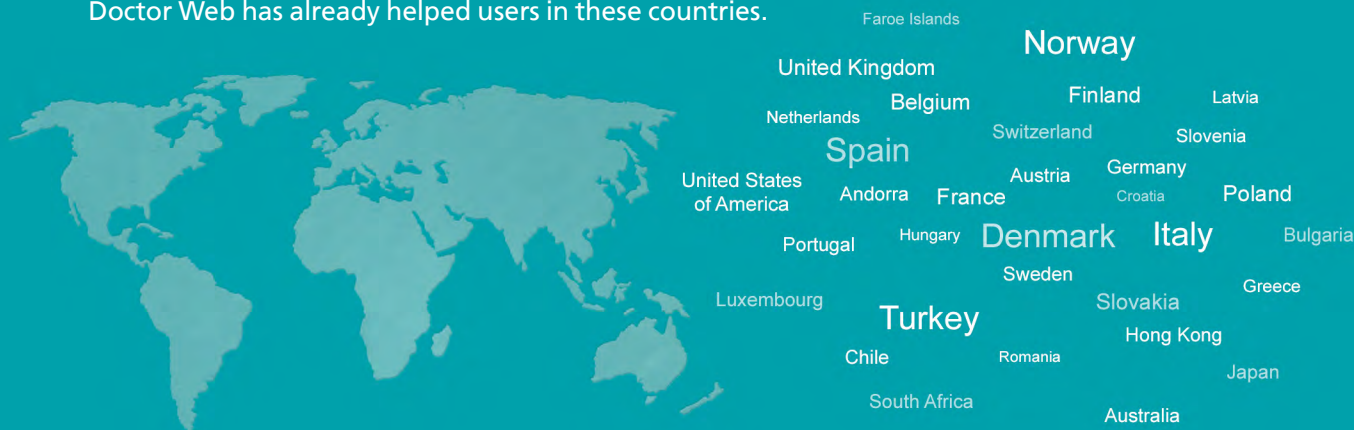 Doctor Web has already helped users in these countries.
Faroe Islands
Norway
United Kingdom
Belgium
Finland
Latvia
Netherlands
Switzerland
Slovenia
Spain
Germany
United States
of America
Austria
Andorra
France
Croatia
Poland
Portugal
Hungary
Denmark
Italy
Bulgaria
Sweden
Greece
Luxembourg
Slovakia
Turkey
Hong Kong
Chile
Romania
Japan
South Africa
Australia